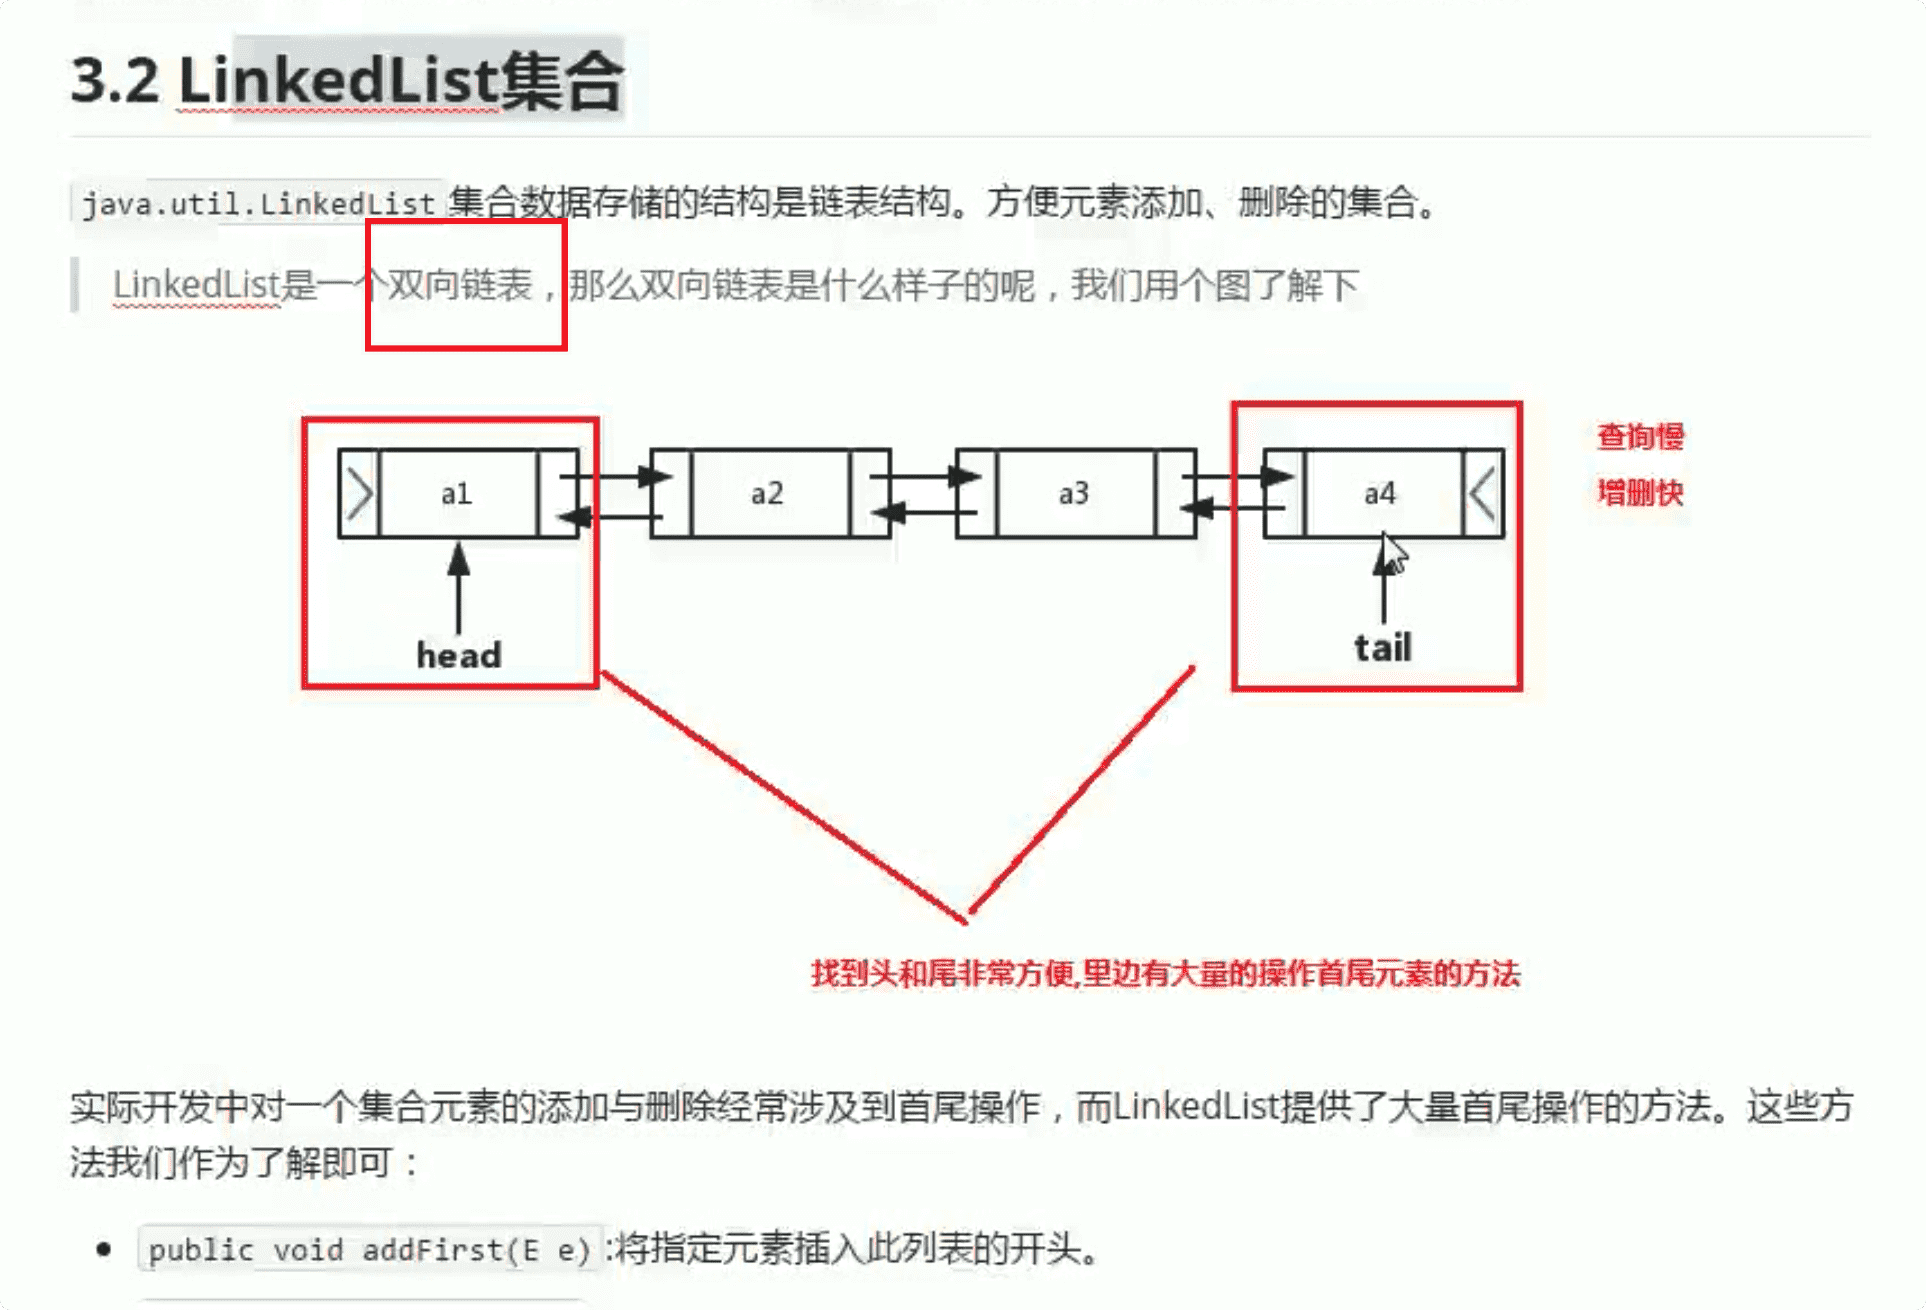 3.2 LinkedList集合
java.util.LinkedList 集合数据存储的结构是链表结构。方便元素添加、删除的集合。
LinkedList是一个双向链表，那么双向链表是什么样子的呢，我们用个图了解下
查询慢
增删快
a1 a2 a3 a4
head
tail
找到头和尾非常方便,里边有大量的操作首尾元素的方法
实际开发中对一个集合元素的添加与删除经常涉及到首尾操作，而LinkedList提供了大量首尾操作的方法。这些方
法我们作为了解即可：
• public void addFirst(E e) :将指定元素插入此列表的开头。